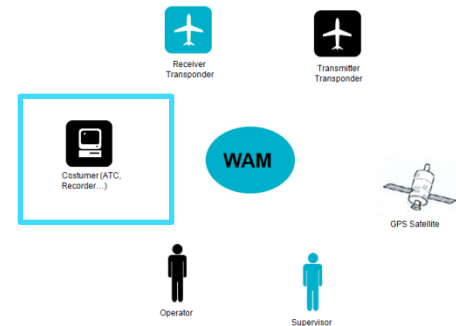 Receiver
Transponder
Transmitter
Transponder
Costumer (ATC,
Recorder...)
WAM
GPS Satellite
Operator
Supervisor